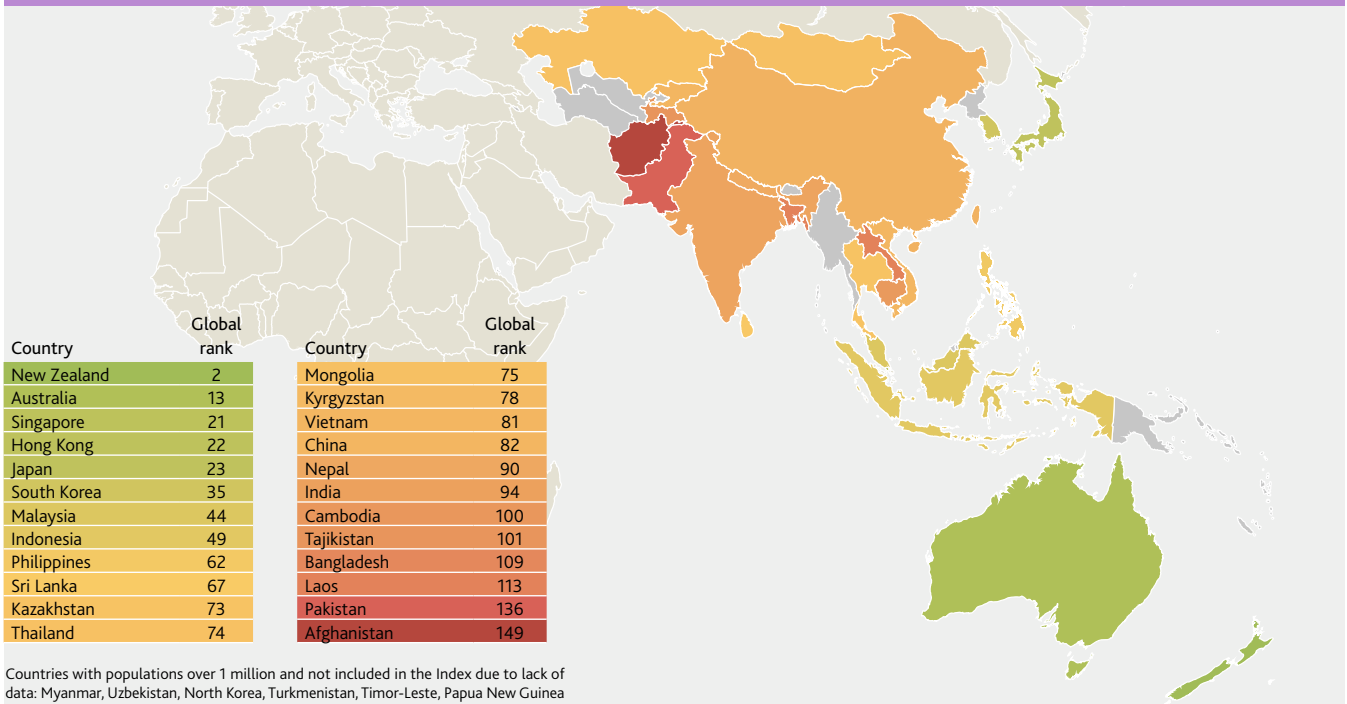 Country Global rank
New Zealand 2
Australia 13
Singapore 21
Hong Kong 22
Japan 23
South Korea 35
Malaysia 44
Indonesia 49
Philippines 62
Sri Lanka 67
Kazakhstan 73
Thailand 74
Country Global rank
Mongolia 75
Kyrgyzstan 78
Vietnam 81
China 82
Nepal 90
India 94
Cambodia 100
Tajikistan 101
Bangladesh 109
Laos 113
Pakistan 136
Afghanistan 149
Countries with populations over 1 million and not included in the Index due to lack of
data: Myanmar, Uzbekistan, North Korea, Turkmenistan, Timor-Leste, Papua New Guinea